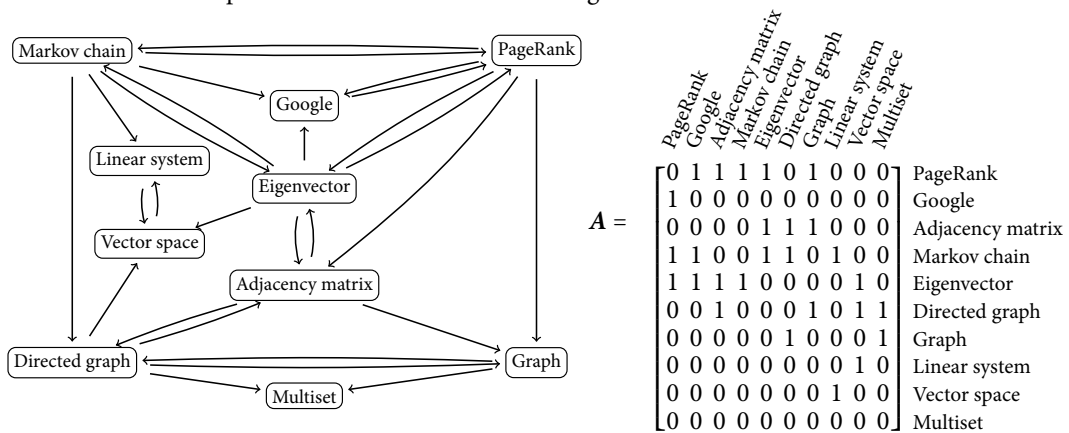 Markov chain
PageRank
Google
Linear system
Eigenvector
Vector space
Adjacency matrix
Directed graph
Graph
Multiset
PageRank
Google
Adjacency matrix
Markov chain
Eigenvector
Directed graph
Graph
Linear system
Vector space
Multiset
A =
0 1 1 1 1 0 1 0 0 0 PageRank
1 0 0 0 0 0 0 0 0 0 Google
0 0 0 0 1 1 1 0 0 0 Adjacency matrix
1 1 0 0 1 1 0 1 0 0 Markov chain
1 1 1 1 0 0 0 0 1 0 Eigenvector
0 0 1 0 0 0 1 0 1 1 Directed graph
0 0 0 0 0 1 0 0 0 1 Graph
0 0 0 0 0 0 0 0 1 0 Linear system
0 0 0 0 0 0 0 1 0 0 Vector space
0 0 0 0 0 0 0 0 0 0 Multiset